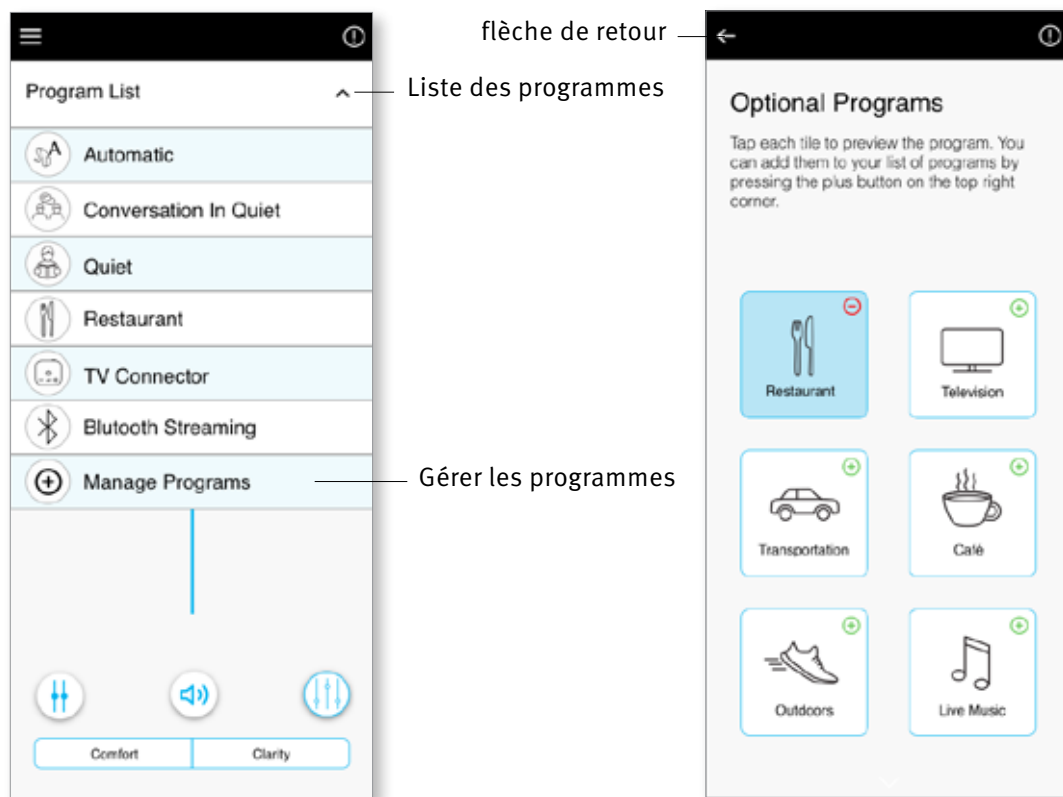 Program List
Automatic
A
Conversation In Quiet
Quiet
Restaurant
TV Connector
Blutooth Streaming
Manage Programs
Comfort
Clarity
flèche de retour
Liste des programmes
Gérer les programmes
Optional Programs
Tap each tile to preview the program. You
can add them to your list of programs by
pressing the plus button on the top right
corner.
Restaurant
Television
Transportation
Café
Outdoors
Live Music